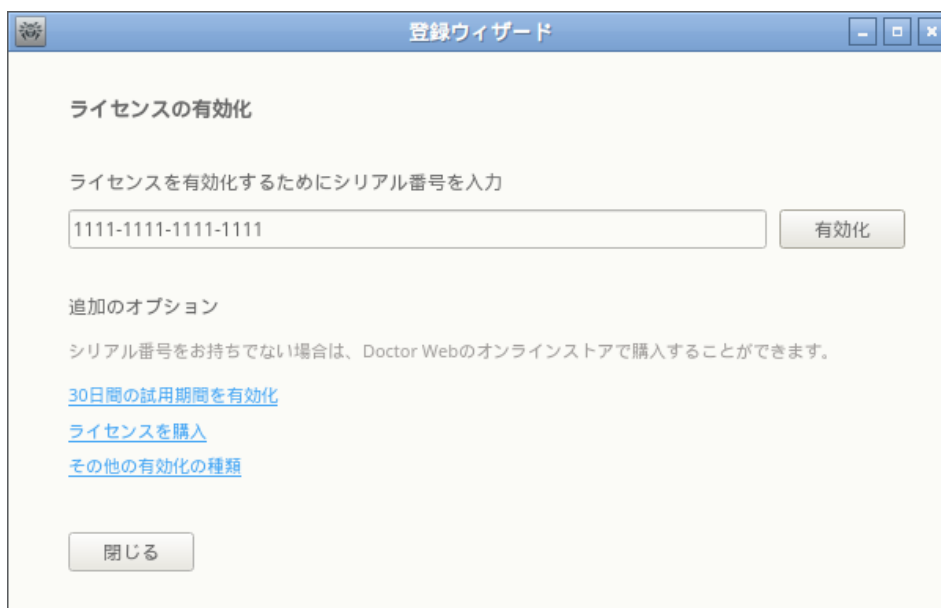 登録ウィザード
ライセンスの有効化
ライセンスを有効化するためにシリアル番号を入力
1111-1111-1111-1111
有効化
追加のオプション
シリアル番号をお持ちでない場合は、Doctor Webのオンラインストアで購入することができます。
30日間の試用期間を有効化
ライセンスを購入
その他の有効化の種類
閉じる